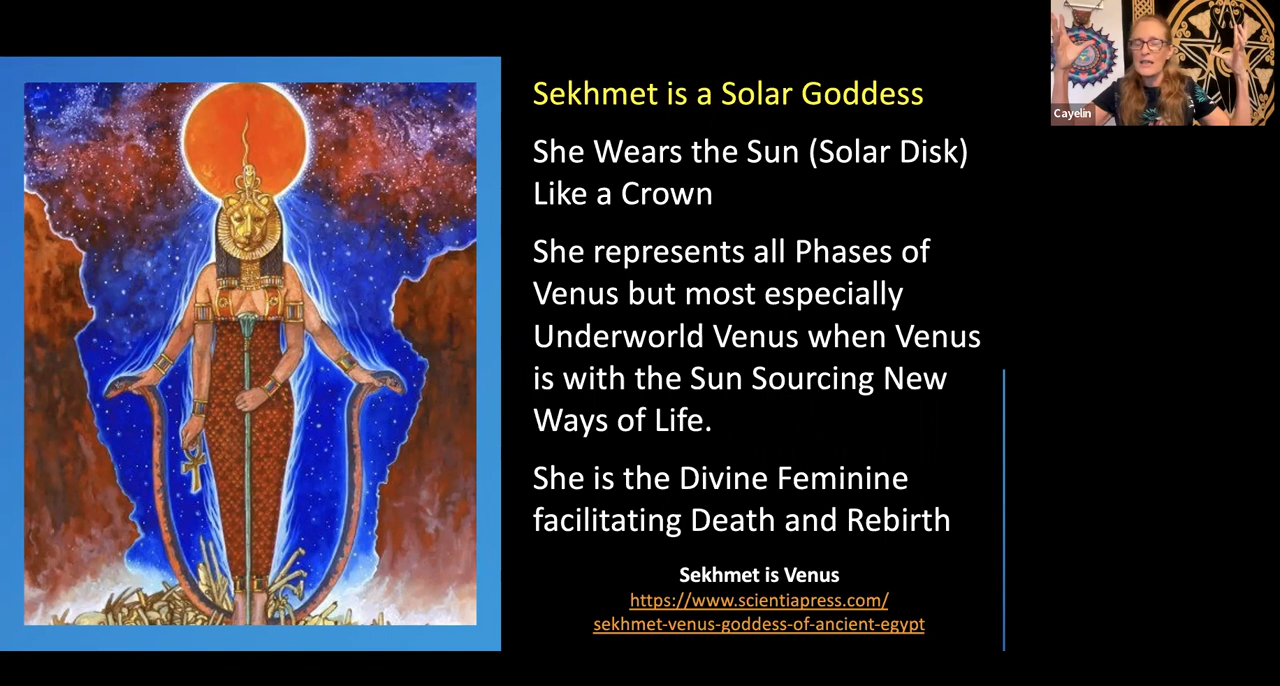 Sekhmet is a Solar Goddess
She Wears the Sun (Solar Disk)
Like a Crown
She represents all Phases of
Venus but most especially
Underworld Venus when Venus
is with the Sun Sourcing New
Ways of Life.
She is the Divine Feminine
facilitating Death and Rebirth
Sekhmet is Venus
https://www.scientiapress.com/
sekhmet-venus-goddess-of-ancient-egypt
Cayelin